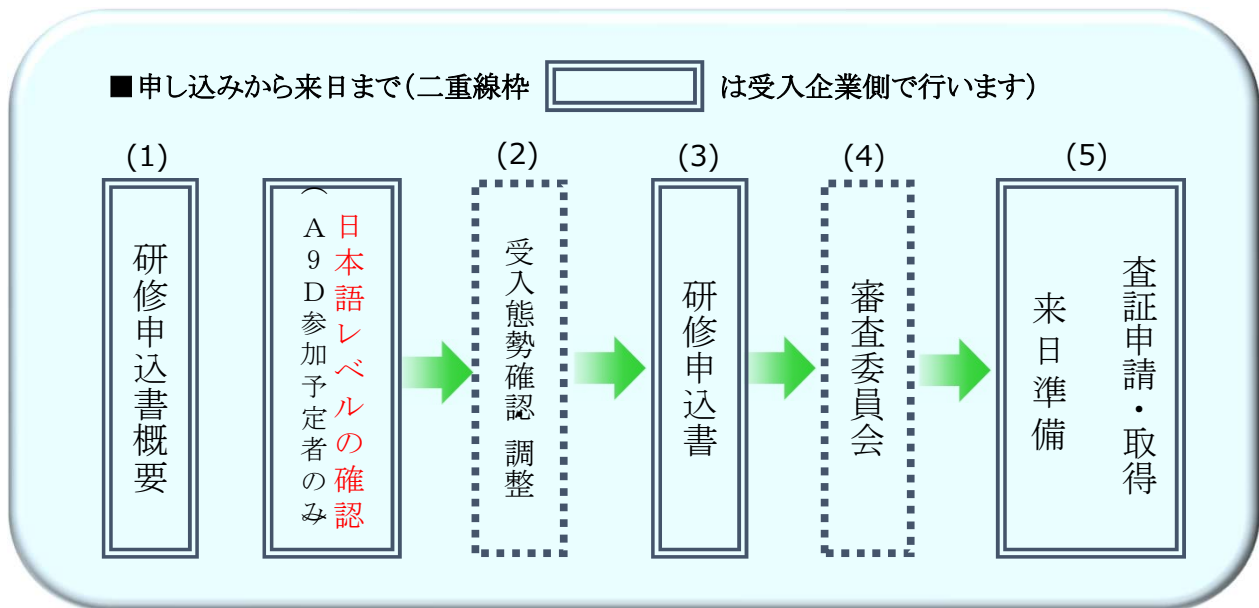 ■申し込みから来日まで(二重線枠 は受入企業側で行います)
(1)
研修申込書概要
日本語レベルの確認
(A9D参加予定者のみ)
(2)
受入態勢確認・調整
(3)
研修申込書
(4)
審査委員会
(5)
査証申請・取得
来日準備